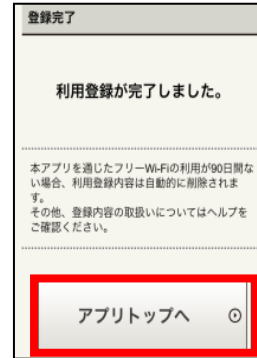 登録完了
利用登録が完了しました。
本アプリを通じたフリーWi-Fiの利用が90日間な
い場合、利用登録内容は自動的に削除されま
す。
その他、登録内容の取扱いについてはヘルプを
ご確認ください。
アプリトップへ